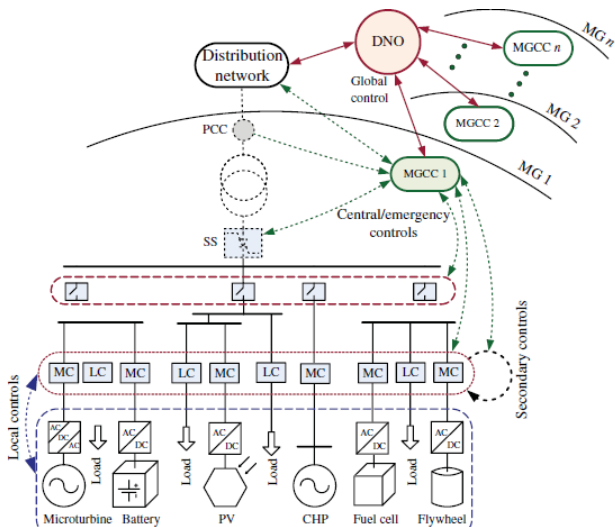 MG n
DNO
MGCC n
Distribution
network
Global
control
MGCC 2
MG 2
PCC
MG 1
MGCC 1
Central/emergency
controls
SS
MC
LC
MC
LC
MC
LC
MC
MC
LC
MC
Secondary controls
Local controls
AC
DC
AC
Load
AC
DC
Load
AC
DC
Load
AC
DC
Load
AC
DC
Microturbine
Battery
PV
CHP
Fuel cell
Flywheel